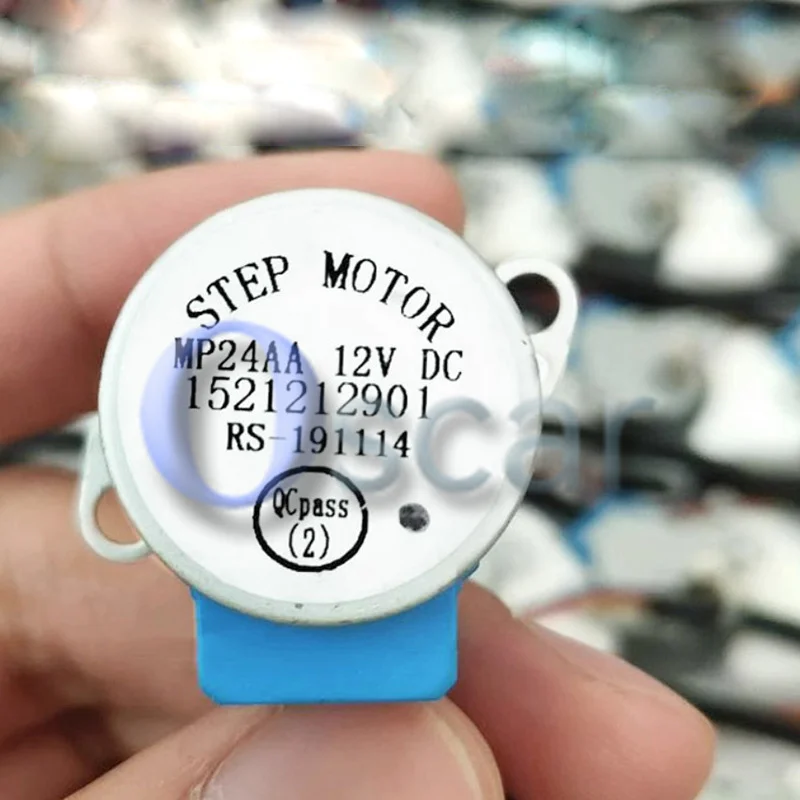 STEP MOTOR
MP24AA 12V DC
1521212901
RS-191114
QCpass
(2)
Oscar